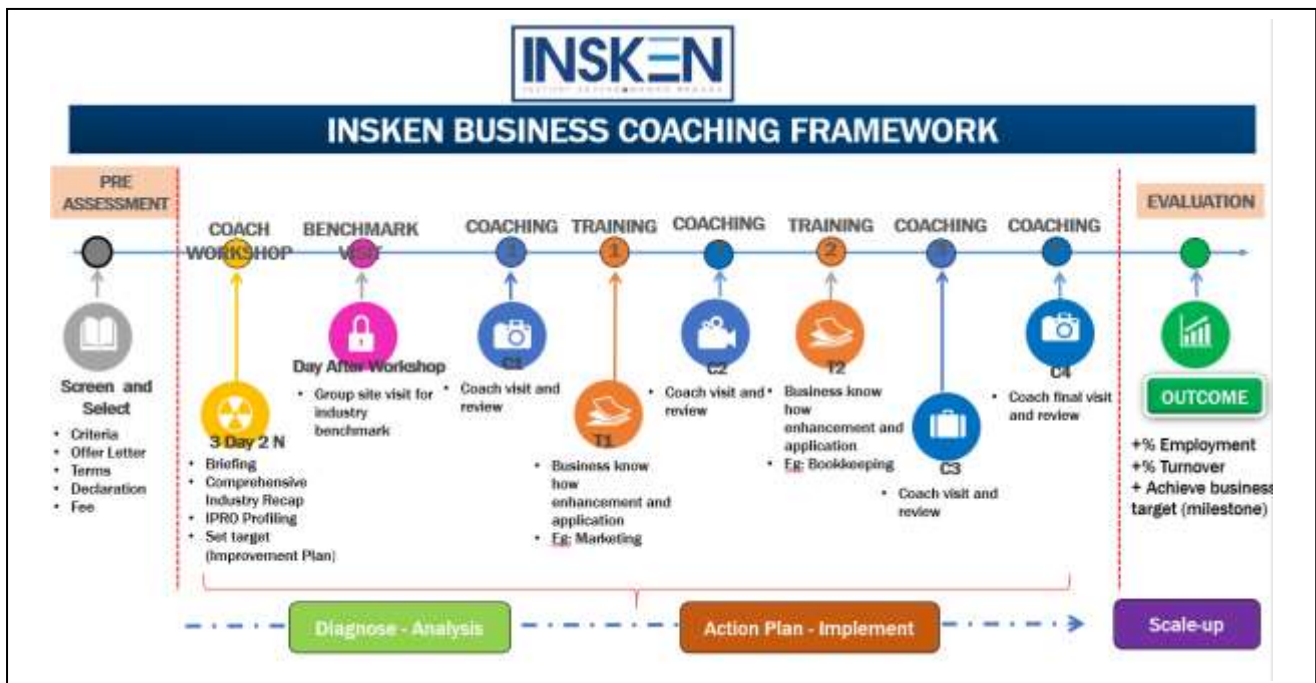 INSKEN
INSKEN BUSINESS COACHING FRAMEWORK
PRE
ASSESSMENT
COACH
WORKSHOP
BENCHMARK
VISIT
COACHING
1
TRAINING
1
COACHING
TRAINING
2
COACHING
COACHING
EVALUATION
Screen and
Select
• Criteria
• Offer Letter
• Terms
• Declaration
• Fee
3 Day 2 N
• Briefing
• Comprehensive
Industry Recap
• IPRO Profiling
• Set target
(Improvement Plan)
Day After Workshop
• Group site visit for
industry
benchmark
C1
• Coach visit and
review
T1
• Business know
how
enhancement and
application
• Eg: Marketing
C2
• Coach visit and
review
T2
• Business know
how
enhancement and
application
• Eg: Bookkeeping
C3
• Coach visit and
review
C4
• Coach final visit
and review
OUTCOME
+% Employment
+% Turnover
+ Achieve business
target (milestone)
Diagnose - Analysis
Action Plan - Implement
Scale-up